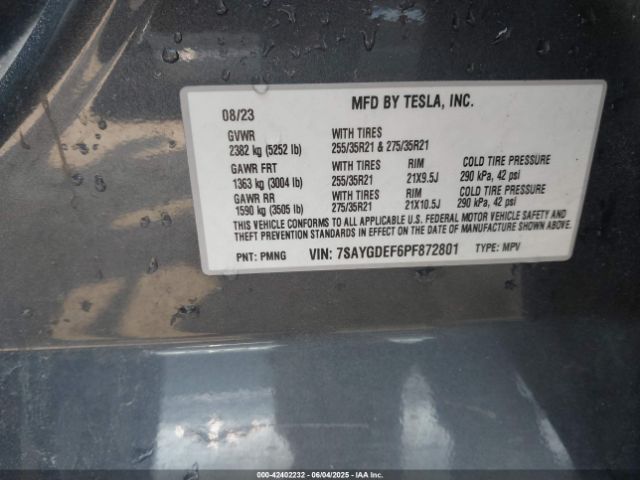 MFD BY TESLA, INC.
08/23
GVWR WITH TIRES
2382 kg (5252 lb) 255/35R21 & 275/35R21
GAWR FRT WITH TIRES RIM COLD TIRE PRESSURE
1363 kg (3004 lb) 255/35R21 21X9.5J 290 kPa, 42 psi
GAWR RR WITH TIRES RIM COLD TIRE PRESSURE
1590 kg (3505 lb) 275/35R21 21X10.5J 290 kPa, 42 psi
THIS VEHICLE CONFORMS TO ALL APPLICABLE U.S. FEDERAL MOTOR VEHICLE SAFETY AND
THEFT PREVENTION STANDARDS IN EFFECT ON THE DATE OF MANUFACTURE SHOWN ABOVE.
PNT: PMNG VIN: 7SAYGDEF6PF872801 TYPE: MPV
000-42402232 - 06/04/2025 - IAA Inc.